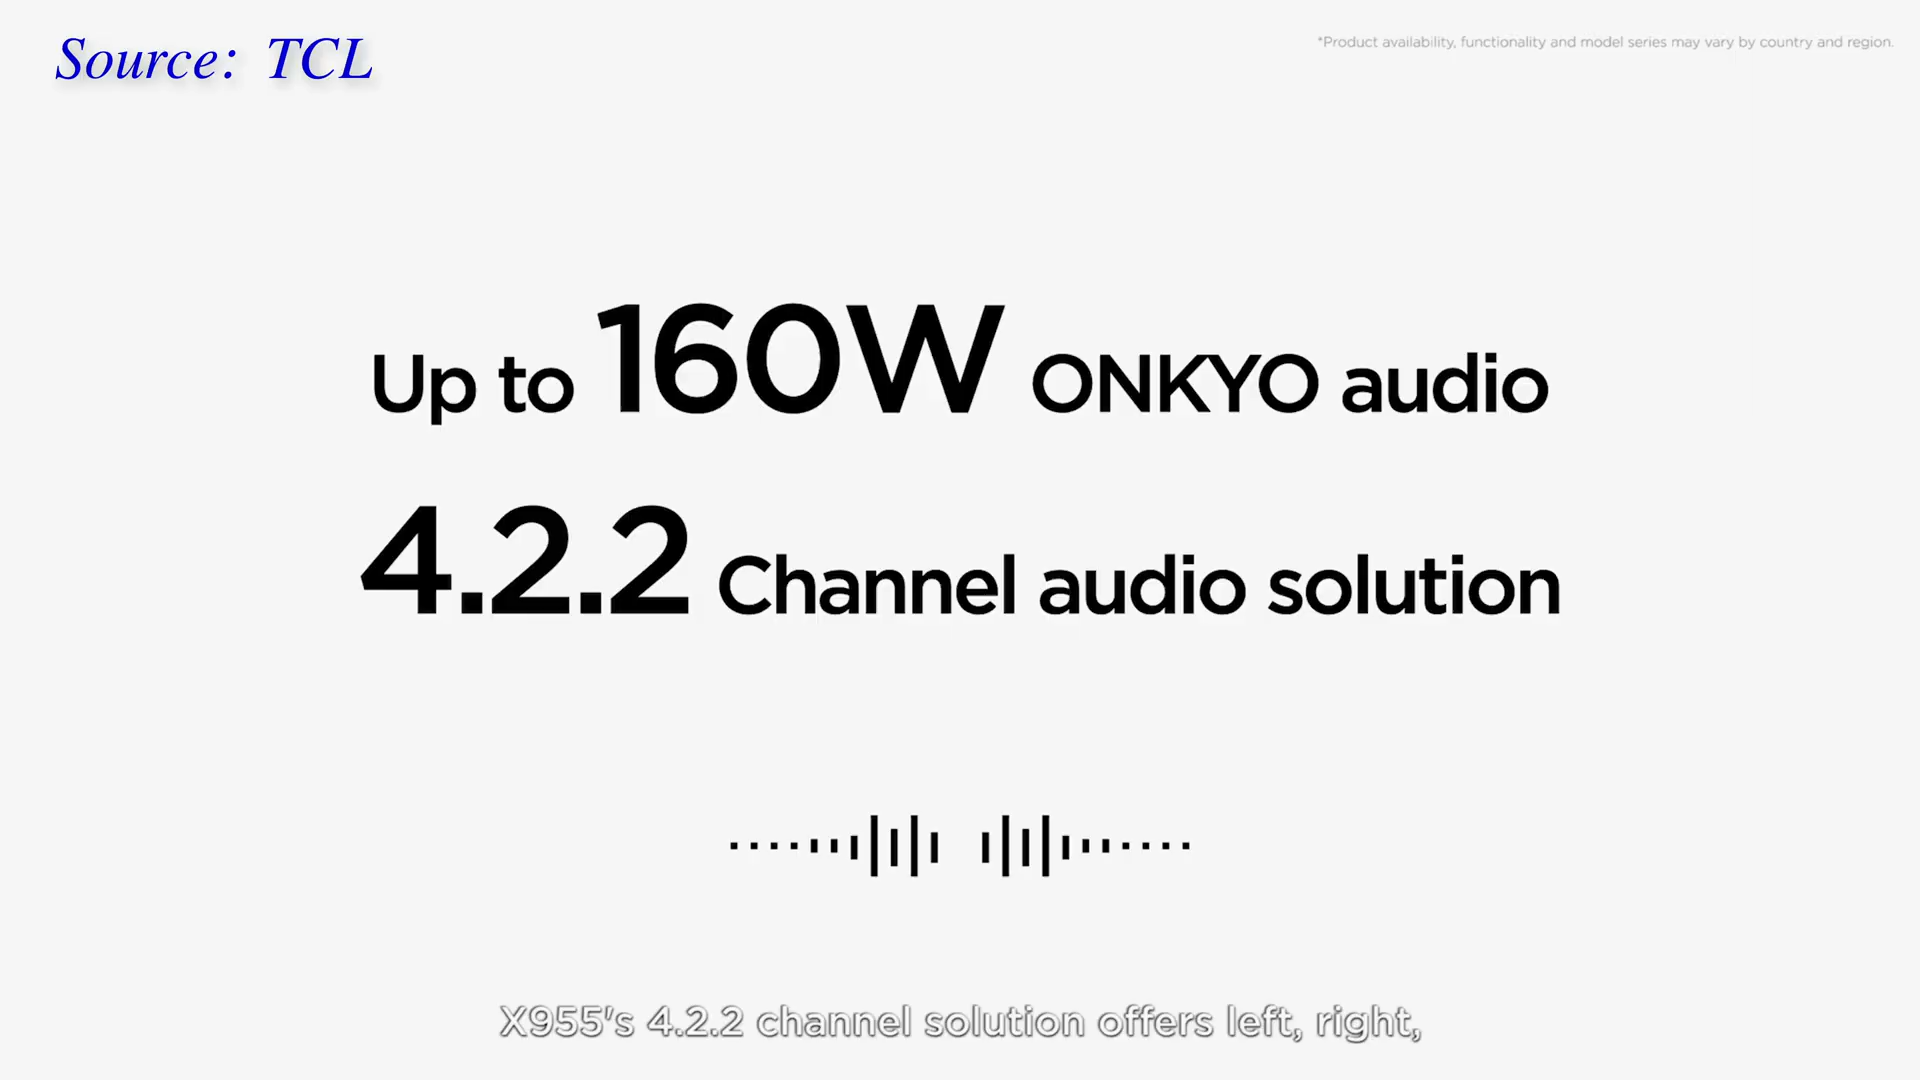 Source: TCL
*Product availability, functionality and model series may vary by country and region.
Up to 160W ONKYO audio
4.2.2 Channel audio solution
X955's 4.2.2 channel solution offers left, right,